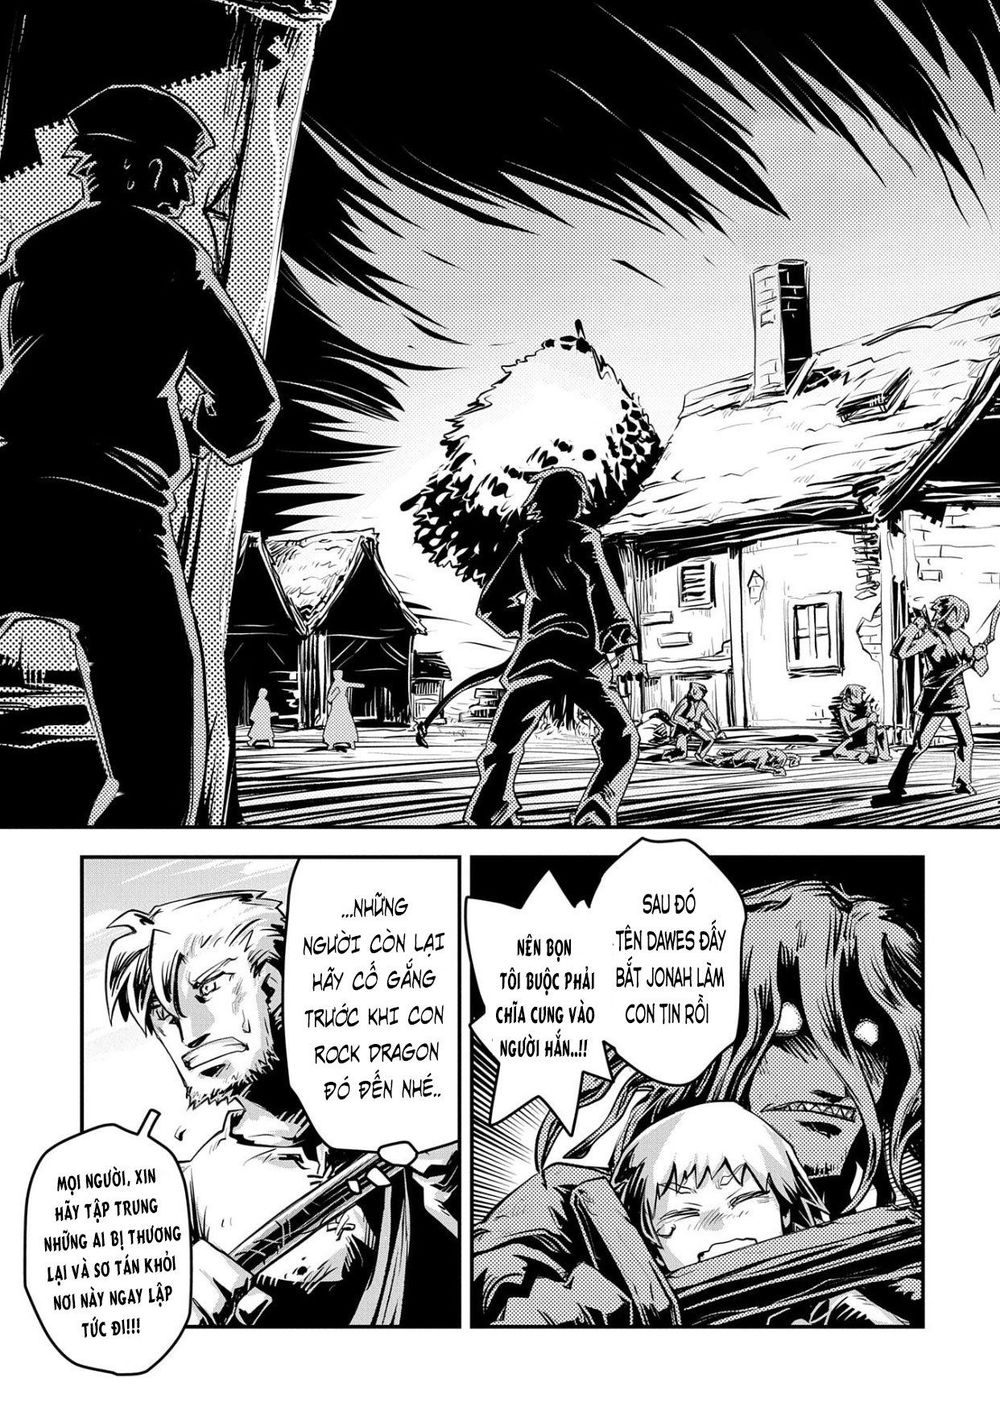 SAU ĐÓ
TÊN DAWES ĐẤY
BẮT JONAH LÀM
CON TIN RỒI
NÊN BỌN
TÔI BUỘC PHẢI
CHĨA CUNG VÀO
NGƯỜI HẮN..!!
...NHỮNG
NGƯỜI CÒN LẠI
HÃY CỐ GẮNG
TRƯỚC KHI CON
ROCK DRAGON
ĐÓ ĐẾN NHÉ..
MỌI NGƯỜI, XIN
HÃY TẬP TRUNG
NHỮNG AI BỊ THƯƠNG
LẠI VÀ SƠ TÁN KHỎI
NƠI NÀY NGAY LẬP
TỨC ĐI!!!